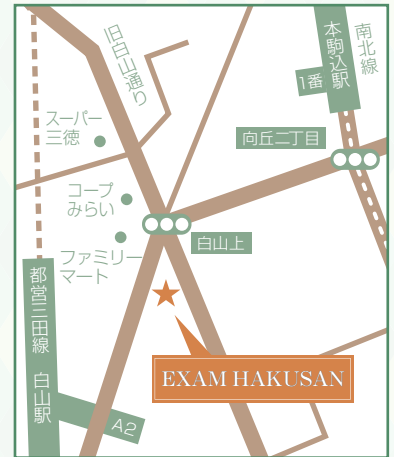 旧白山通り
本駒込駅
南北線
1番
スーパー
三徳
向丘二丁目
コープ
みらい
白山上
ファミリー
マート
都営三田線 白山駅
EXAM HAKUSAN
A2